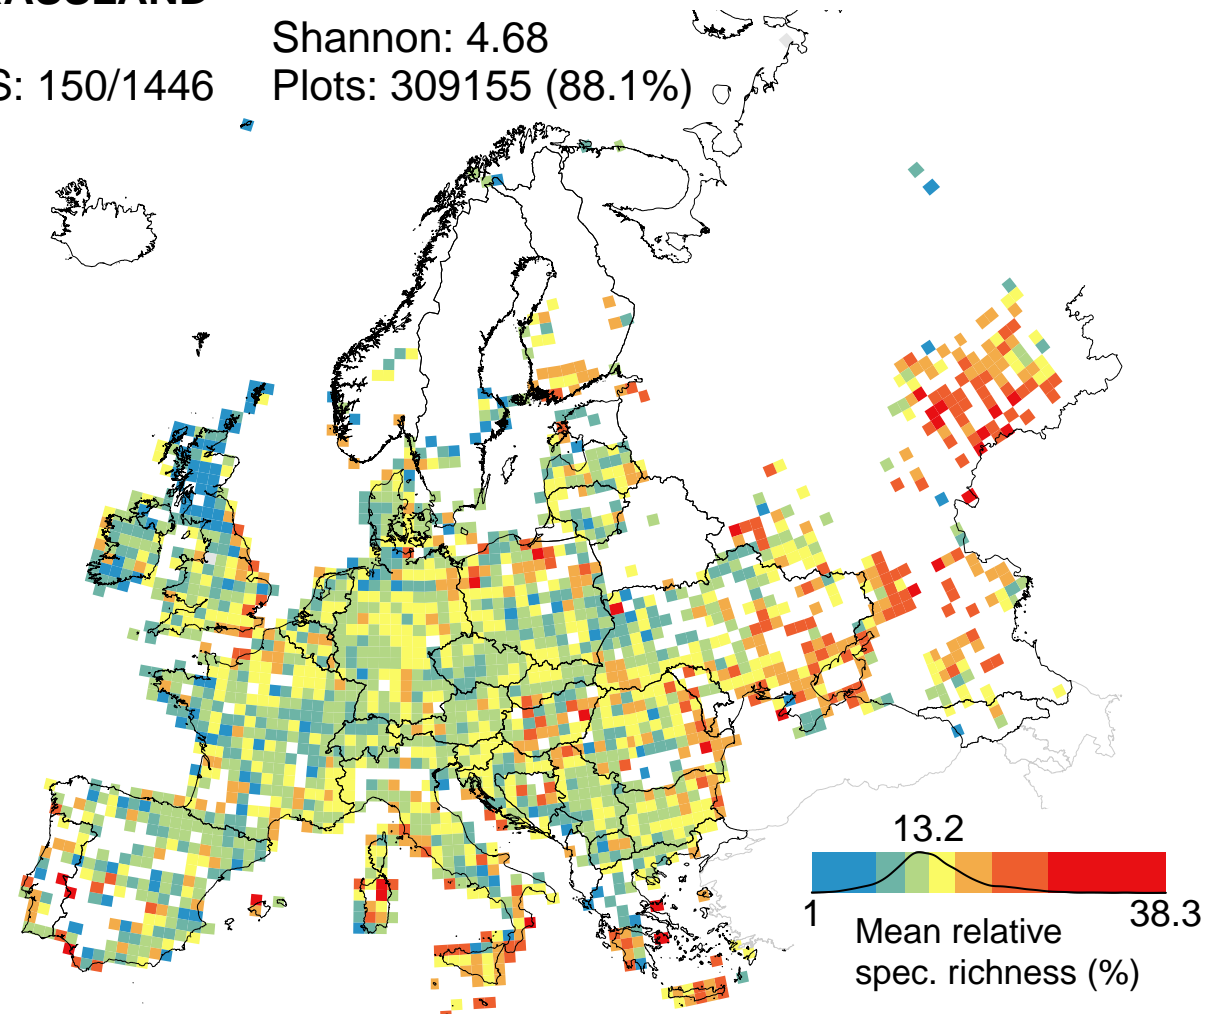 Shannon: 4.68
S: 150/1446
Plots: 309155 (88.1%)
13.2
1
38.3
Mean relative
spec. richness (%)